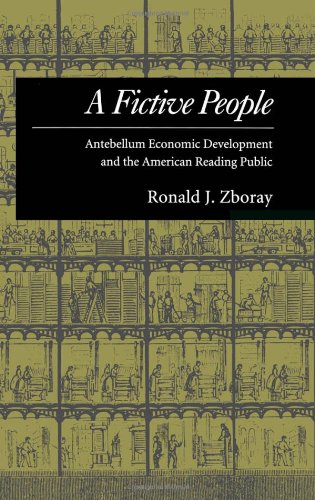 A Fictive People
Antebellum Economic Development
and the American Reading Public
Ronald J. Zboray